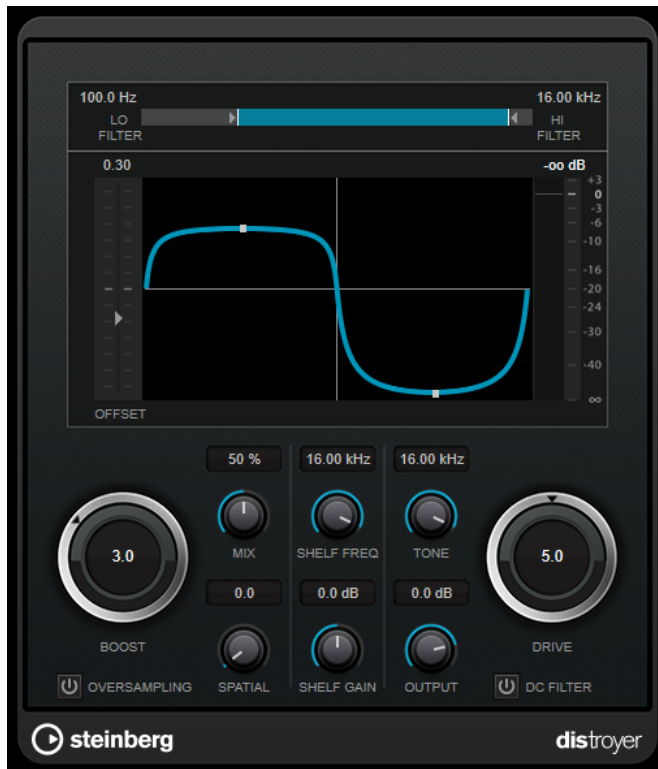 100.0 Hz 16.00 kHz
LO HI
FILTER FILTER
0.30 -oo dB
+3
0
-3
-6
-10
-16
-20
-24
-30
-40
∞
OFFSET
50 % 16.00 kHz 16.00 kHz
3.0 5.0
MIX SHELF FREQ TONE
0.0 0.0 dB 0.0 dB
BOOST DRIVE
OVERSAMPLING SPATIAL SHELF GAIN OUTPUT DC FILTER
steinberg distroyer